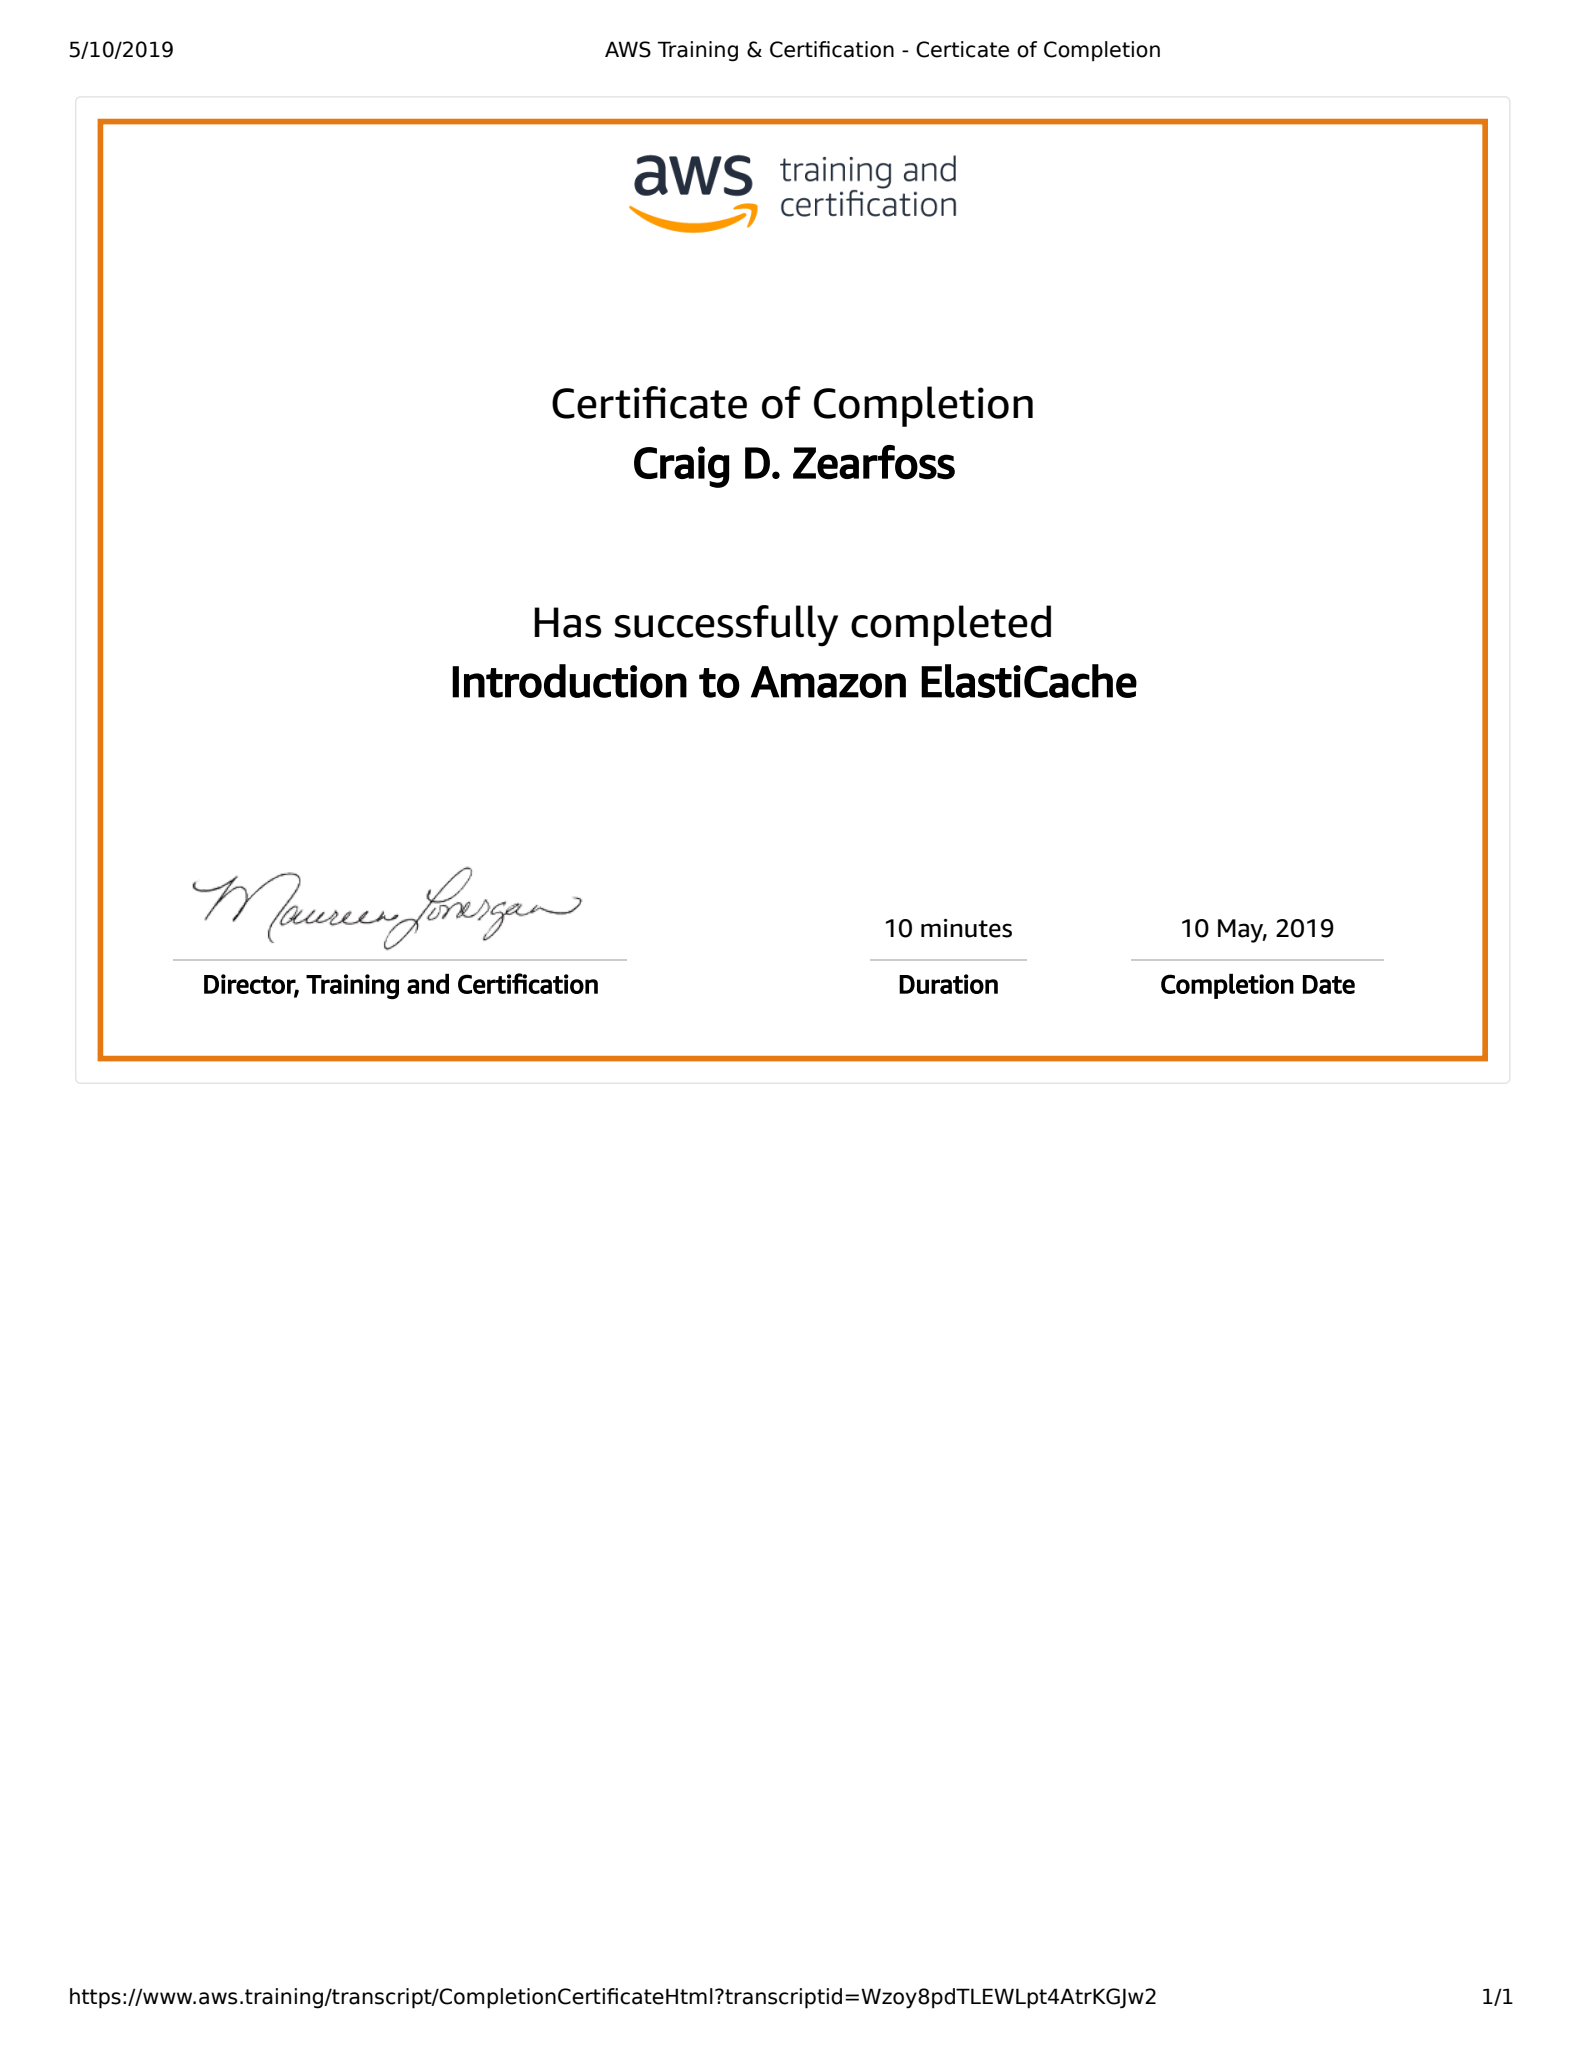 5/10/2019
AWS Training & Certification - Certicate of Completion
aws training and
certification
Certificate of Completion
Craig D. Zearfoss
Has successfully completed
Introduction to Amazon ElastiCache
Maureen Lonergan
10 minutes
10 May, 2019
Director, Training and Certification
Duration
Completion Date
https://www.aws.training/transcript/CompletionCertificateHtml?transcriptid=Wzoy8pdTLEWLpt4AtrKGJw2
1/1